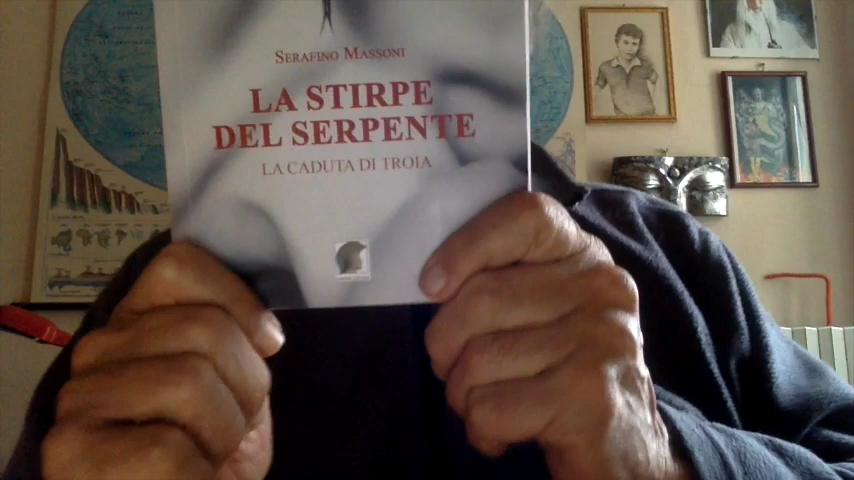 SERAFINO MASSONI
LA STIRPE
DEL SERPENTE
LA CADUTA DI TROIA